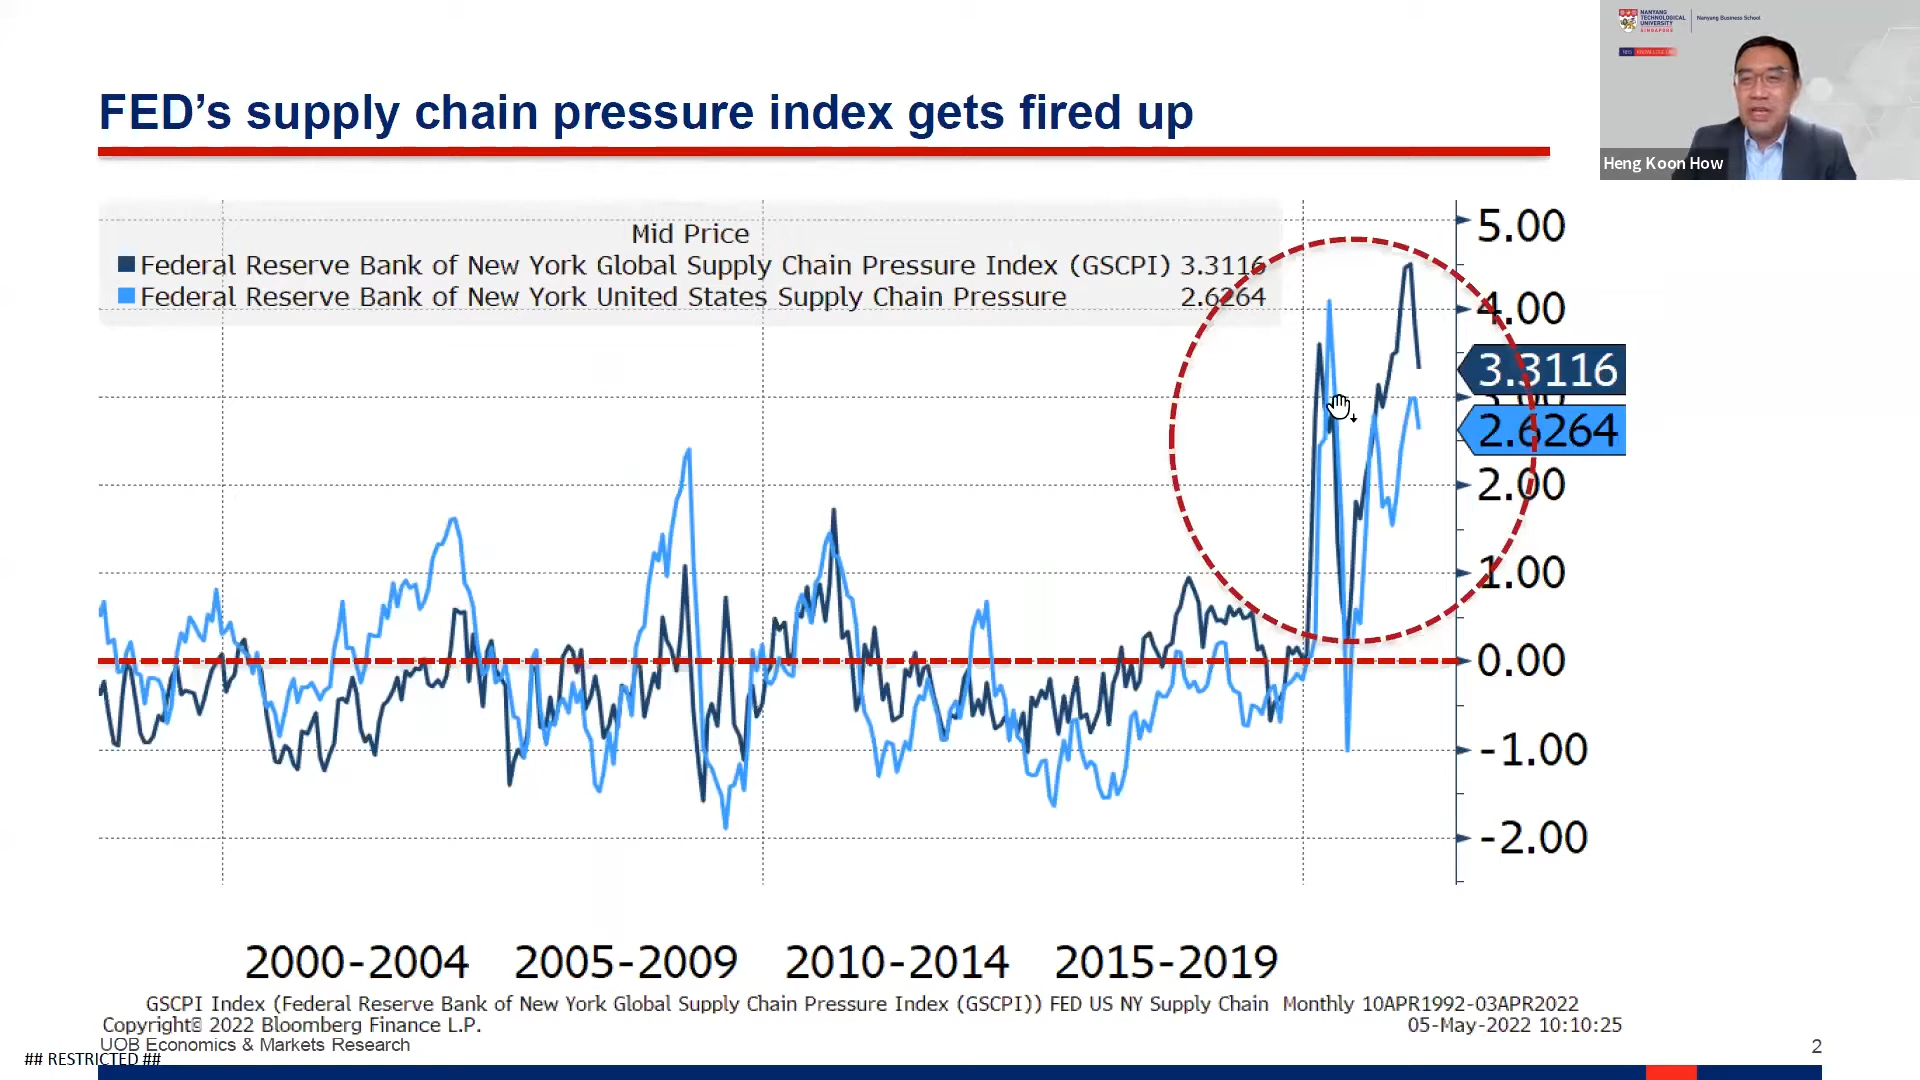 NANYANG
TECHNOLOGICAL
UNIVERSITY
SINGAPORE
Nanyang Business School
Heng Koon How
FED’s supply chain pressure index gets fired up
Mid Price
Federal Reserve Bank of New York Global Supply Chain Pressure Index (GSCPI) 3.3116
Federal Reserve Bank of New York United States Supply Chain Pressure 2.6264
5.00
4.00
3.3116
3.00
2.6264
2.00
1.00
0.00
-1.00
-2.00
2000-2004 2005-2009 2010-2014 2015-2019
GSCPI Index (Federal Reserve Bank of New York Global Supply Chain Pressure Index (GSCPI)) FED US NY Supply Chain Monthly 10APR1992-03APR2022
Copyright© 2022 Bloomberg Finance L.P. 05-May-2022 10:10:25
UOB Economics & Markets Research
2
## RESTRICTED ##